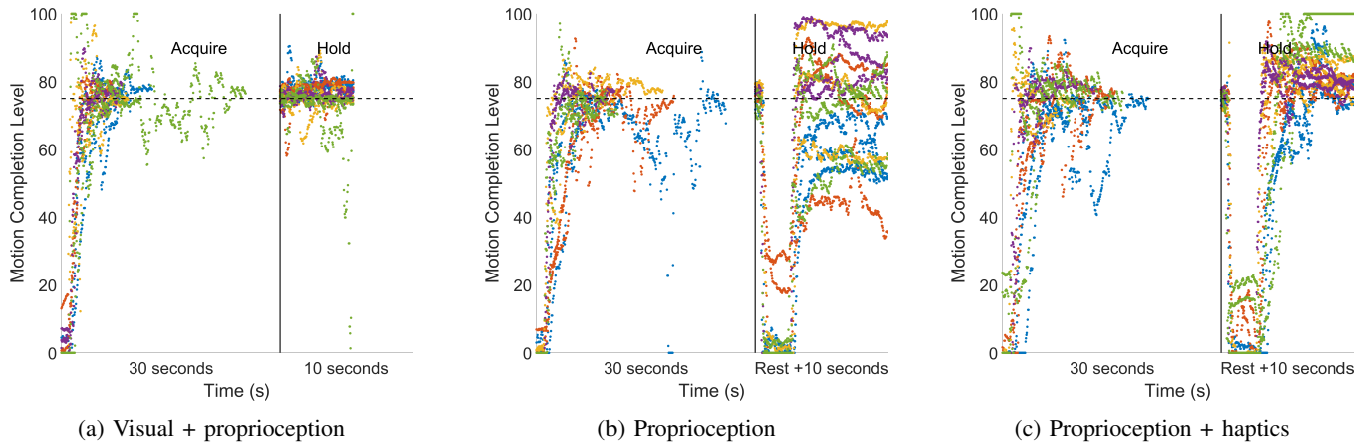 100
80
60
40
20
0
Motion Completion Level
Acquire
Hold
30 seconds
10 seconds
Time (s)
(a) Visual + proprioception
100
80
60
40
20
0
Motion Completion Level
Acquire
Hold
30 seconds
Rest +10 seconds
Time (s)
(b) Proprioception
100
80
60
40
20
0
Motion Completion Level
Acquire
Hold
30 seconds
Rest +10 seconds
Time (s)
(c) Proprioception + haptics